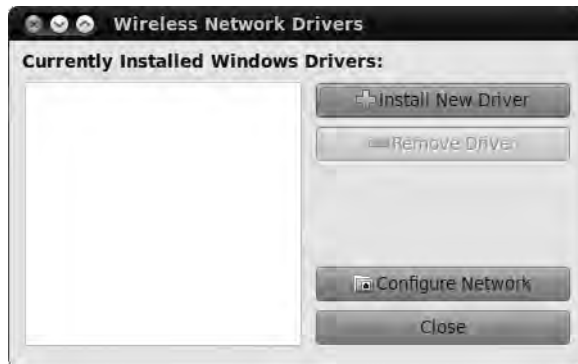 Wireless Network Drivers
Currently Installed Windows Drivers:
Install New Driver
Remove Driver
Configure Network
Close